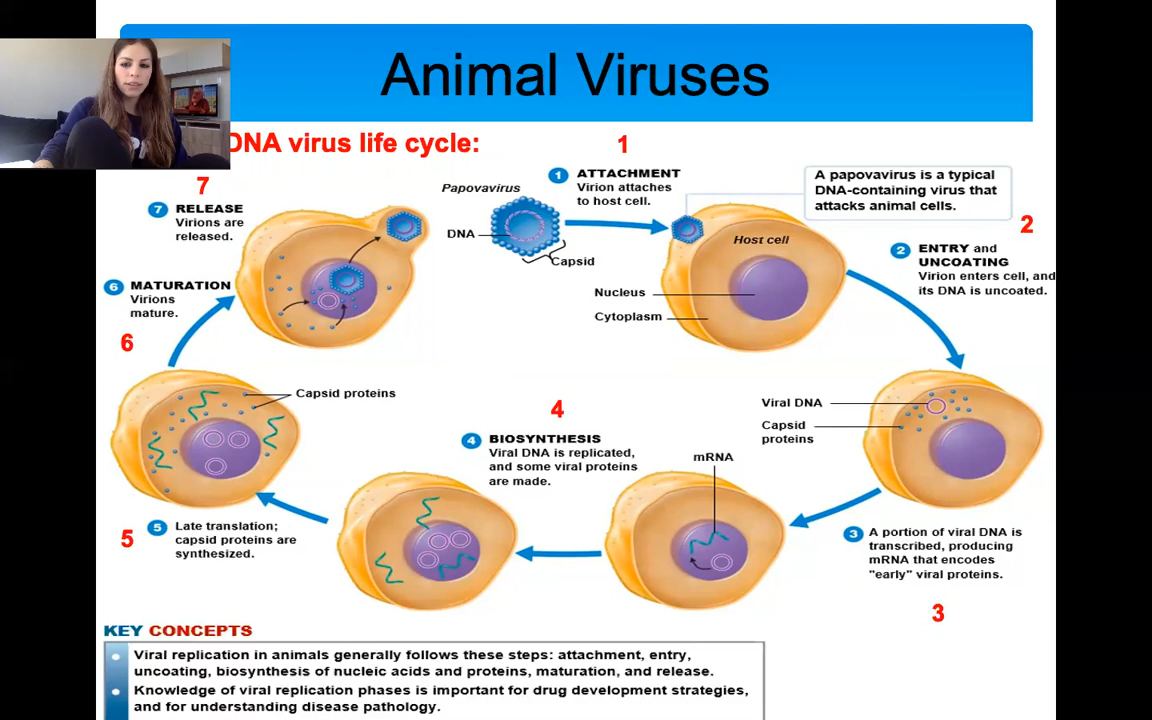 Animal Viruses
DNA virus life cycle:
1
1 ATTACHMENT
Virion attaches
to host cell.
Papovavirus
DNA
Capsid
A papovavirus is a typical
DNA-containing virus that
attacks animal cells.
Host cell
Nucleus
Cytoplasm
2
2 ENTRY and
UNCOATING
Virion enters cell, and
its DNA is uncoated.
Viral DNA
Capsid
proteins
3 A portion of viral DNA is
transcribed, producing
mRNA that encodes
"early" viral proteins.
3
mRNA
4
4 BIOSYNTHESIS
Viral DNA is replicated,
and some viral proteins
are made.
5
5 Late translation;
capsid proteins are
synthesized.
Capsid proteins
6 MATURATION
Virions
mature.
6
7
7 RELEASE
Virions are
released.
KEY CONCEPTS
Viral replication in animals generally follows these steps: attachment, entry,
uncoating, biosynthesis of nucleic acids and proteins, maturation, and release.
Knowledge of viral replication phases is important for drug development strategies,
and for understanding disease pathology.